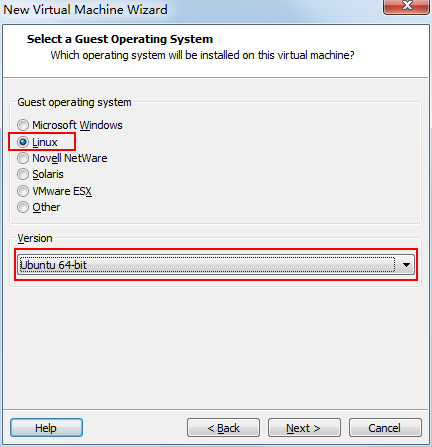 New Virtual Machine Wizard
Select a Guest Operating System
Which operating system will be installed on this virtual machine?
Guest operating system
Microsoft Windows
Linux
Novell NetWare
Solaris
VMware ESX
Other
Version
Ubuntu 64-bit
Help
< Back
Next >
Cancel